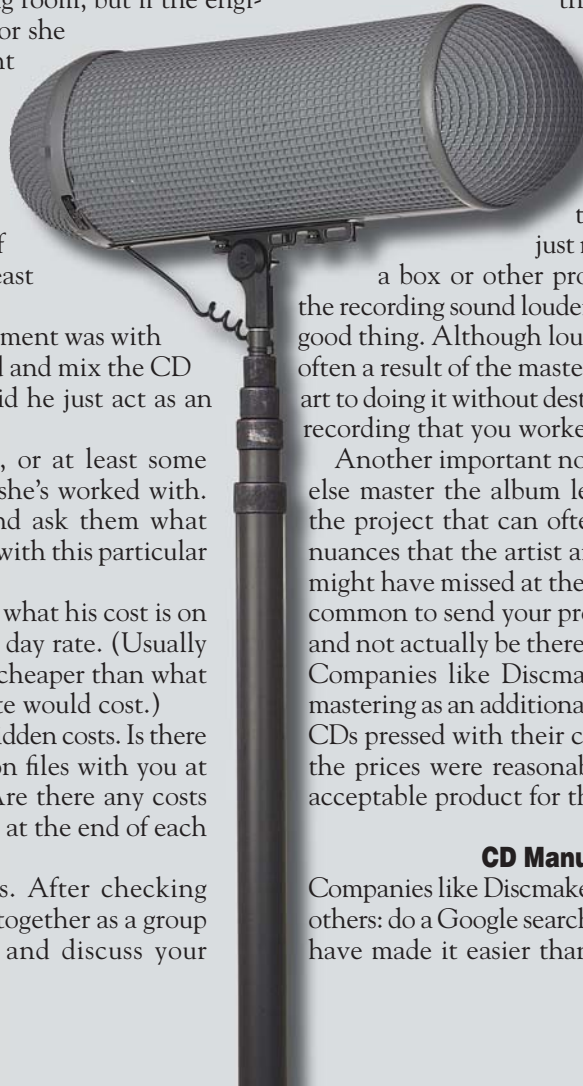 ng room, but if the engi-
or she
nt
f
east
ment was with
and mix the CD
id he just act as an
, or at least some
she's worked with.
nd ask them what
with this particular
what his cost is on
day rate. (Usually
cheaper than what
te would cost.)
idden costs. Is there
on files with you at
Are there any costs
at the end of each
s. After checking
together as a group
and discuss your
th
t
just
a box or other pro
the recording sound loude
good thing. Although lou
often a result of the maste
art to doing it without dest
recording that you worke
Another important no
else master the album le
the project that can ofte
nuances that the artist a
might have missed at the
common to send your pr
and not actually be there
Companies like Discma
mastering as an additiona
CDs pressed with their c
the prices were reasonab
acceptable product for th
CD Manu
Companies like Discmake
others: do a Google search
have made it easier than